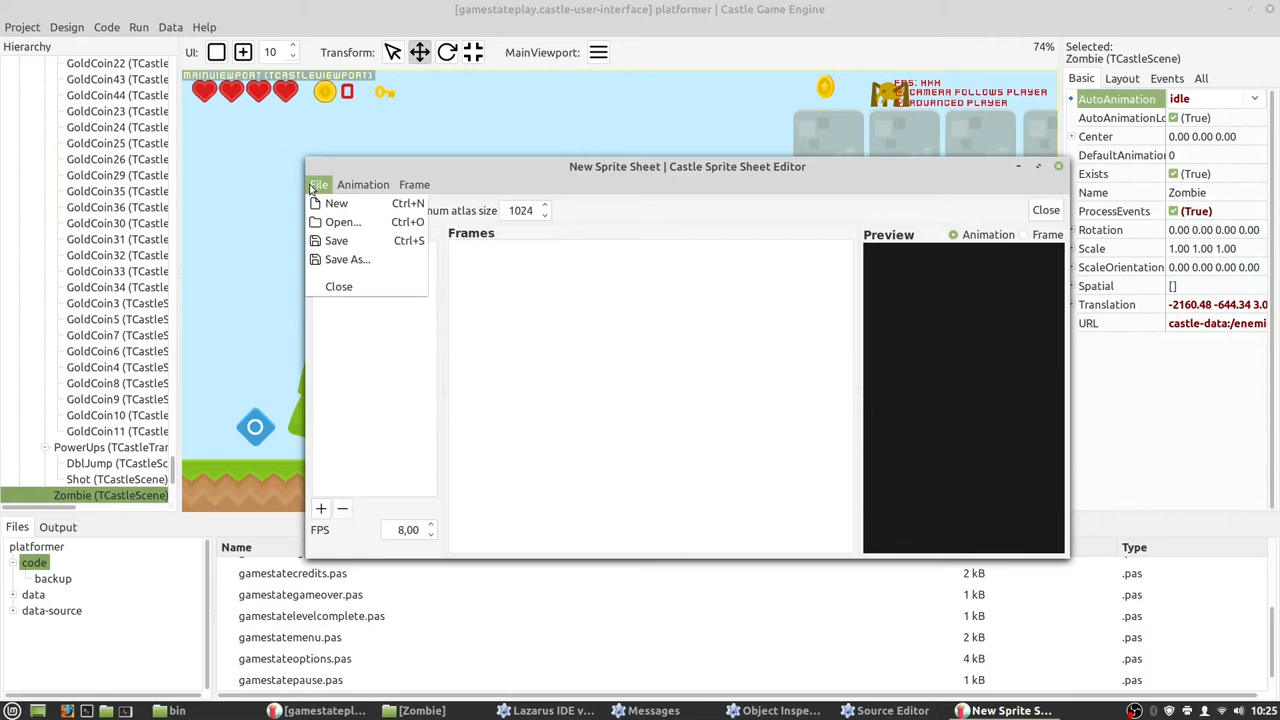 [gamestateplay.castle-user-interface] platformer | Castle Game Engine
Project Design Code Run Data Help
Hierarchy
UI: 10 Transform: MainViewport: 74%
Selected:
Zombie (TCastleScene)
Basic Layout Events All
GoldCoin22 (TCastle
GoldCoin43 (TCastle
GoldCoin44 (TCastle
GoldCoin23 (TCastle
GoldCoin24 (TCastle
GoldCoin25 (TCastle
GoldCoin26 (TCastle
GoldCoin29 (TCastle
GoldCoin35 (TCastle
GoldCoin36 (TCastle
GoldCoin30 (TCastle
GoldCoin31 (TCastle
GoldCoin32 (TCastle
GoldCoin33 (TCastle
GoldCoin34 (TCastle
GoldCoin3 (TCastleS
GoldCoin5 (TCastleS
GoldCoin7 (TCastleS
GoldCoin6 (TCastleS
GoldCoin4 (TCastleS
GoldCoin8 (TCastleS
GoldCoin9 (TCastleS
GoldCoin10 (TCastle
GoldCoin11 (TCastle
PowerUps (TCastleTran
DblJump (TCastleSc
Shot (TCastleScene)
Zombie (TCastleScene)
MAINVIEWPORT (TCASTLEVIEWPORT)
0
FPS: XXX
CAMERA FOLLOWS PLAYER
ADVANCED PLAYER
New Sprite Sheet | Castle Sprite Sheet Editor
File Animation Frame
New Ctrl+N
Open... Ctrl+O
Save Ctrl+S
Save As...
Close
num atlas size 1024 Close
Frames
Preview Animation Frame
FPS 8,00
AutoAnimation idle
AutoAnimationLo (True)
Center 0.00 0.00 0.00
DefaultAnimation 0
Exists (True)
Name Zombie
ProcessEvents (True)
Rotation 0.00 0.00 0.00 0.00
Scale 1.00 1.00 1.00
ScaleOrientation 0.00 0.00 0.00 0.00
Spatial []
Translation -2160.48 -644.34 3.0
URL castle-data:/enemi
Files Output
platformer
code
backup
data
data-source
Name Type
gamestatecredits.pas 2 kB .pas
gamestategameover.pas 1 kB .pas
gamestatelevelcomplete.pas 1 kB .pas
gamestatemenu.pas 2 kB .pas
gamestateoptions.pas 4 kB .pas
gamestatepause.pas 1 kB .pas
bin [gamestatepl... [Zombie] Lazarus IDE v... Messages Object Inspe... Source Editor New Sprite S... 10:25